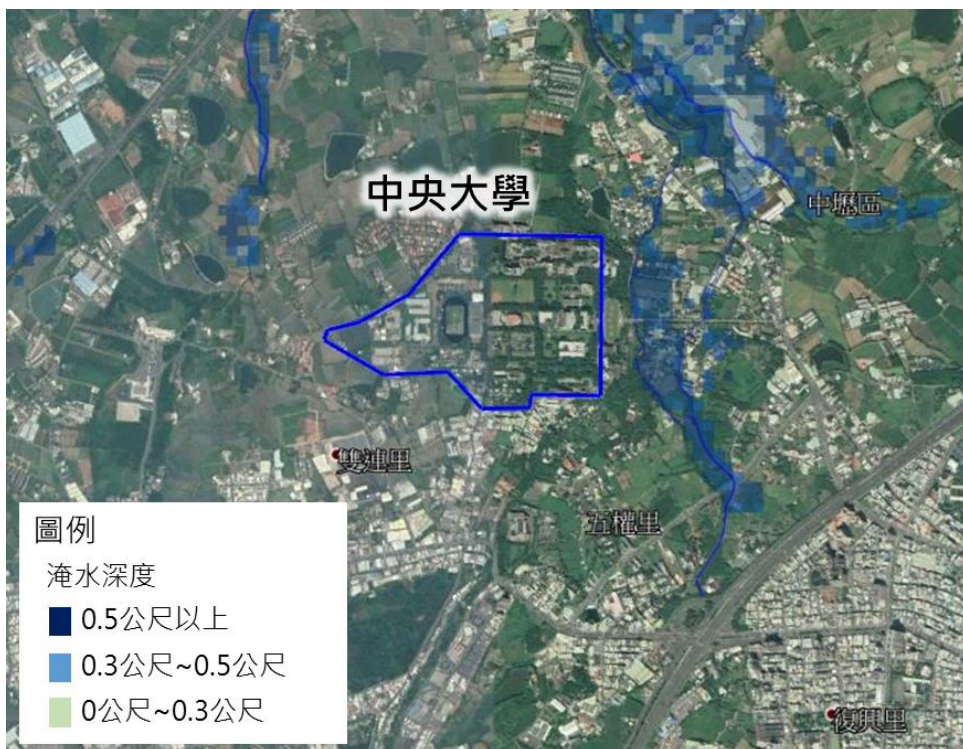 中央大學
中壢區
雙連里
五權里
圖例
淹水深度
0.5公尺以上
0.3公尺~0.5公尺
0公尺~0.3公尺
復興里